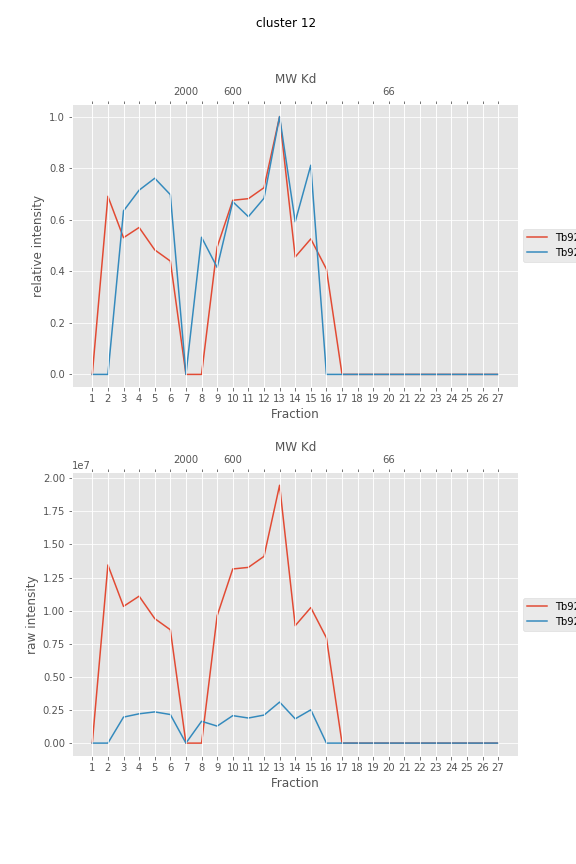 cluster 12
MW Kd
2000 600 66
1.0
0.8
0.6
0.4
0.2
0.0
relative intensity
Tb92
Tb92
1 2 3 4 5 6 7 8 9 10 11 12 13 14 15 16 17 18 19 20 21 22 23 24 25 26 27
Fraction
MW Kd
2000 600 66
1e7
2.00
1.75
1.50
1.25
1.00
0.75
0.50
0.25
0.00
raw intensity
Tb92
Tb92
1 2 3 4 5 6 7 8 9 10 11 12 13 14 15 16 17 18 19 20 21 22 23 24 25 26 27
Fraction